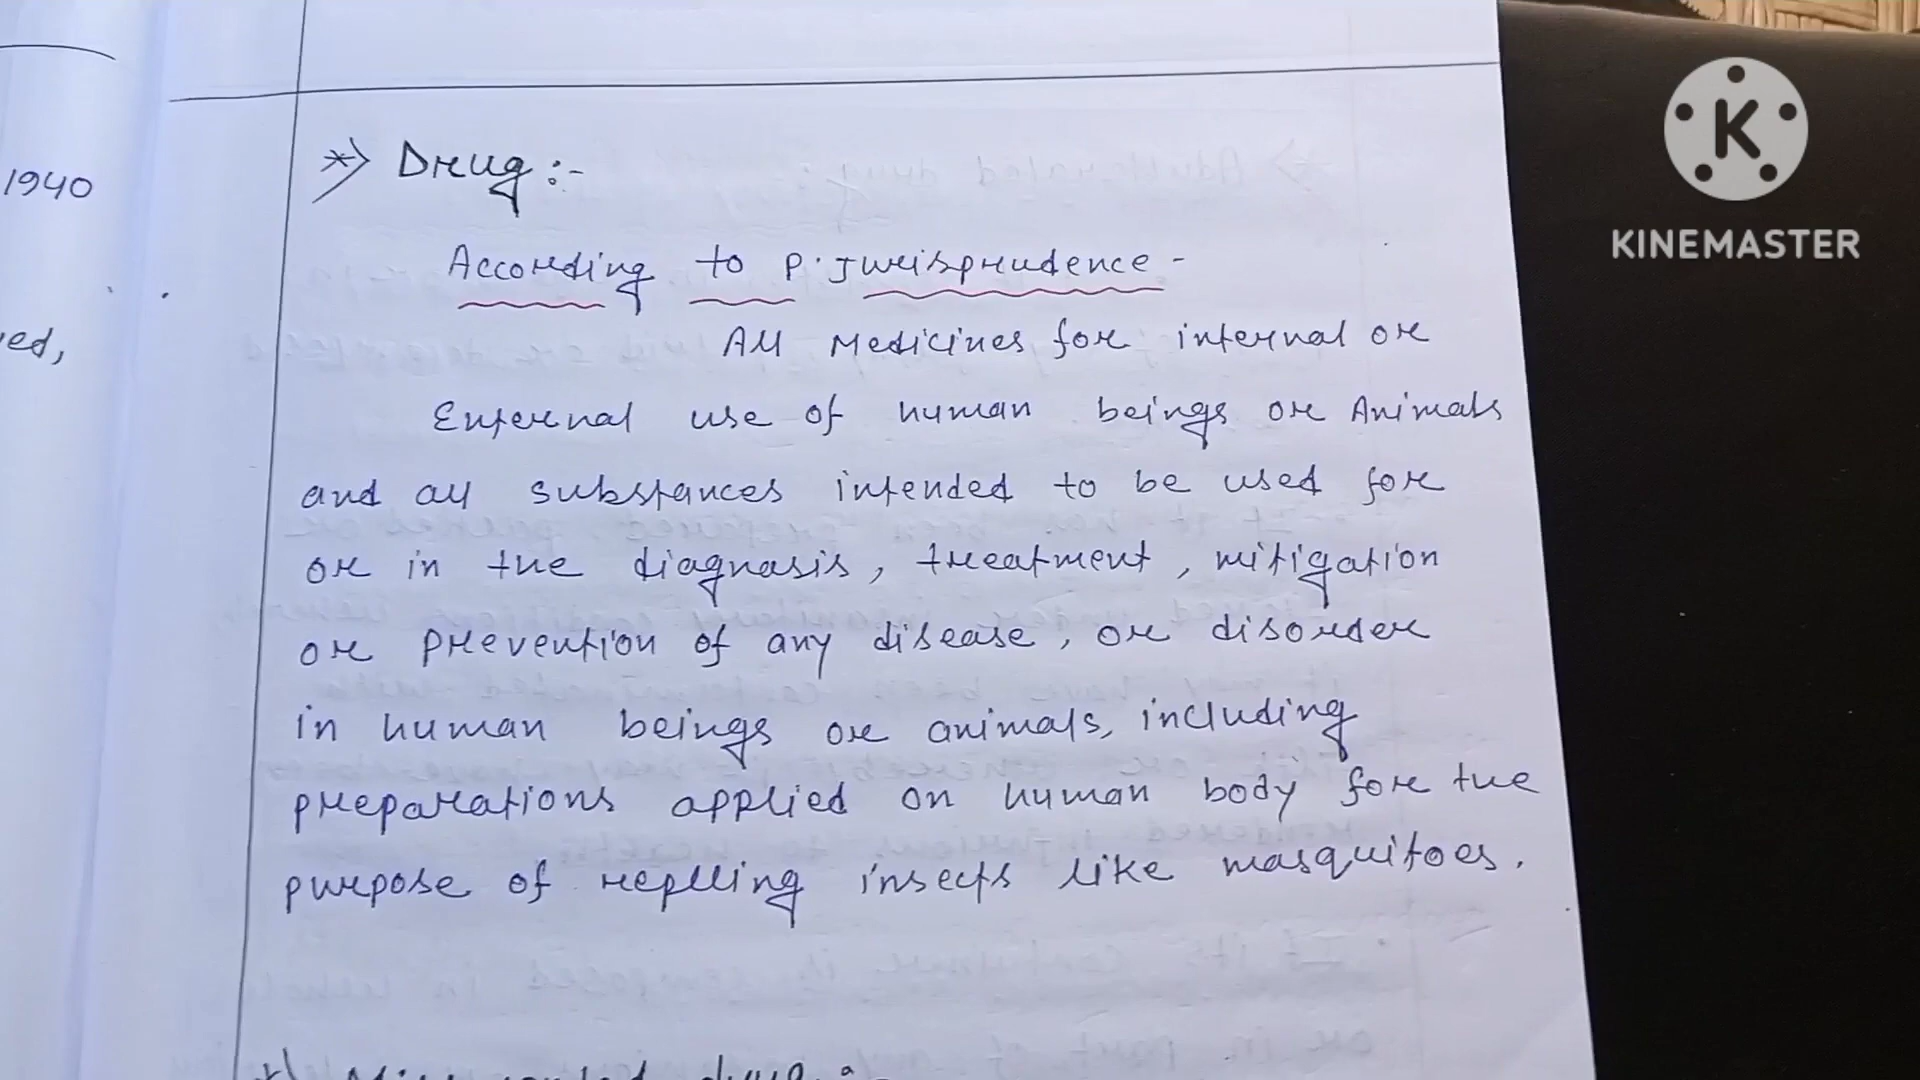 1940
ed,
*⇒ Drug :-
According to P. Jurisprudence -
All Medicines for internal or
External use of human beings or Animals
and all substances intended to be used for
or in the diagnasis, treatment, mitigation
or prevention of any disease, or disorder
in human beings or animals, including
preparations applied on human body for the
purpose of replling insects like masquitoes.
drug :-
K
KINEMASTER